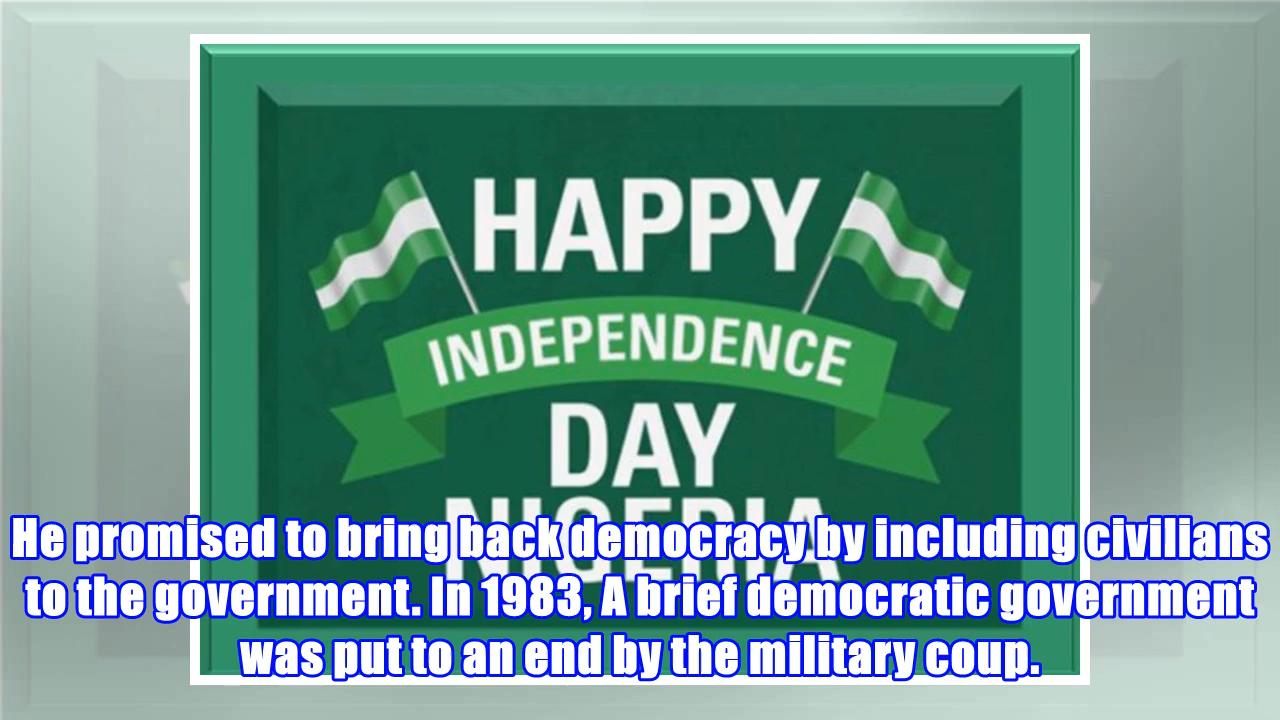 HAPPY
INDEPENDENCE
DAY
NIGERIA
He promised to bring back democracy by including civilians
to the government. In 1983, A brief democratic government
was put to an end by the military coup.